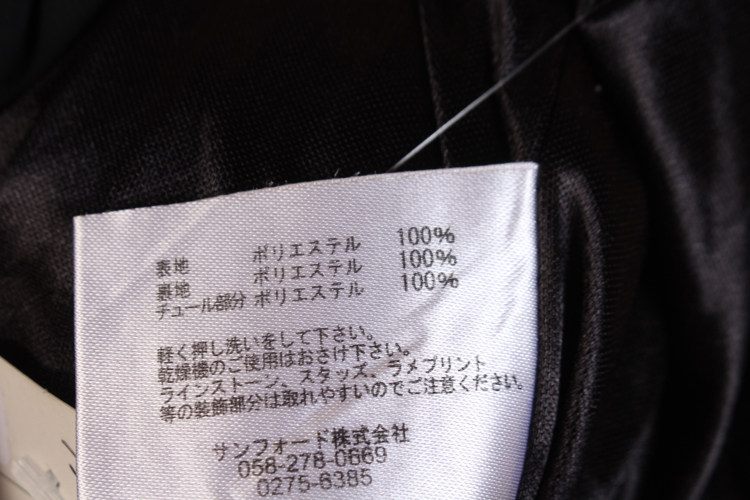 表地 ポリエステル 100%
裏地 ポリエステル 100%
チュール部分 ポリエステル 100%
軽く押し洗いをして下さい。
乾燥機のご使用はおさけ下さい。
ラインストーン、スタッズ、ラメプリント
等の装飾部分は取れやすいのでご注意ください。
サンフォード株式会社
058-278-0669
0275-6385